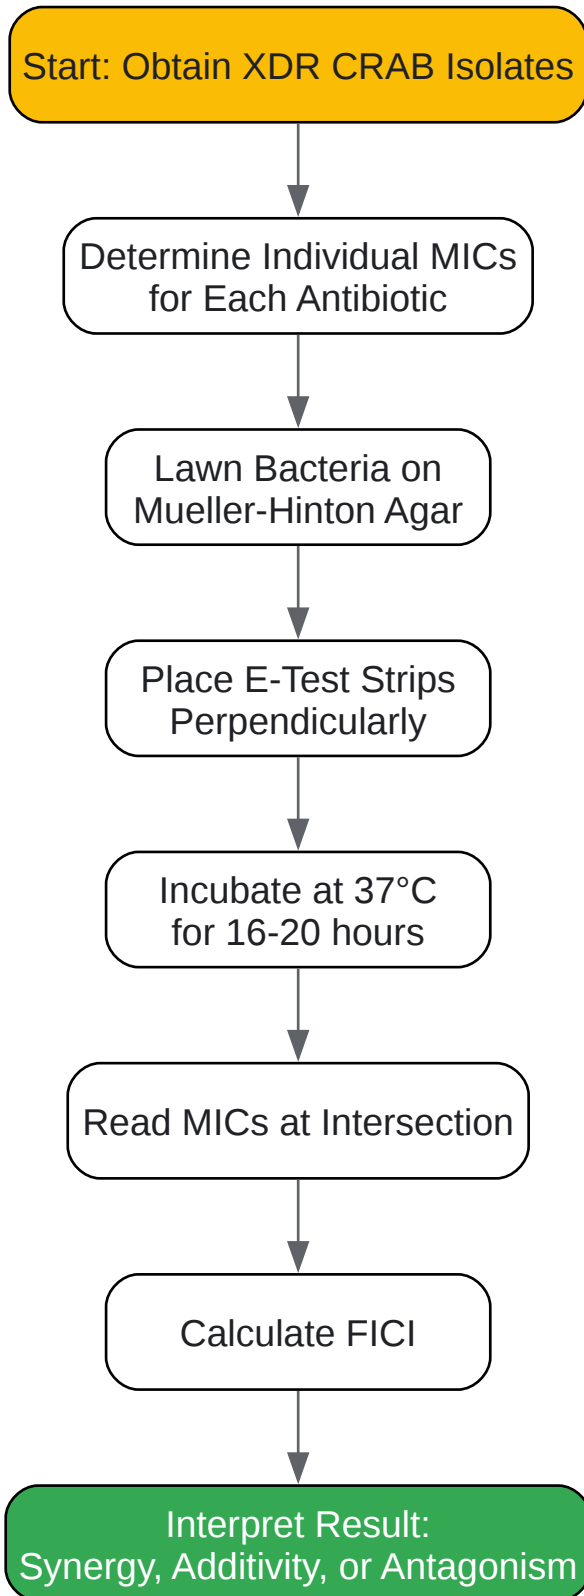 Start: Obtain XDR CRAB Isolates
Determine Individual MICs
for Each Antibiotic
Lawn Bacteria on
Mueller-Hinton Agar
Place E-Test Strips
Perpendicularly
Incubate at 37°C
for 16-20 hours
Read MICs at Intersection
Calculate FICI
Interpret Result:
Synergy, Additivity, or Antagonism